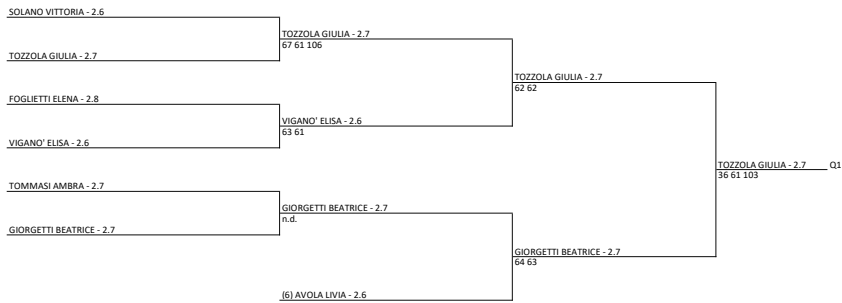 SOLANO VITTORIA - 2.6
TOZZOLA GIULIA - 2.7
67 61 106
TOZZOLA GIULIA - 2.7
TOZZOLA GIULIA - 2.7
62 62
FOGLIETTI ELENA - 2.8
VIGANO' ELISA - 2.6
63 61
VIGANO' ELISA - 2.6
TOZZOLA GIULIA - 2.7 Q1
36 61 103
TOMMASI AMBRA - 2.7
GIORGETTI BEATRICE - 2.7
n.d.
GIORGETTI BEATRICE - 2.7
GIORGETTI BEATRICE - 2.7
64 63
(6) AVOLA LIVIA - 2.6